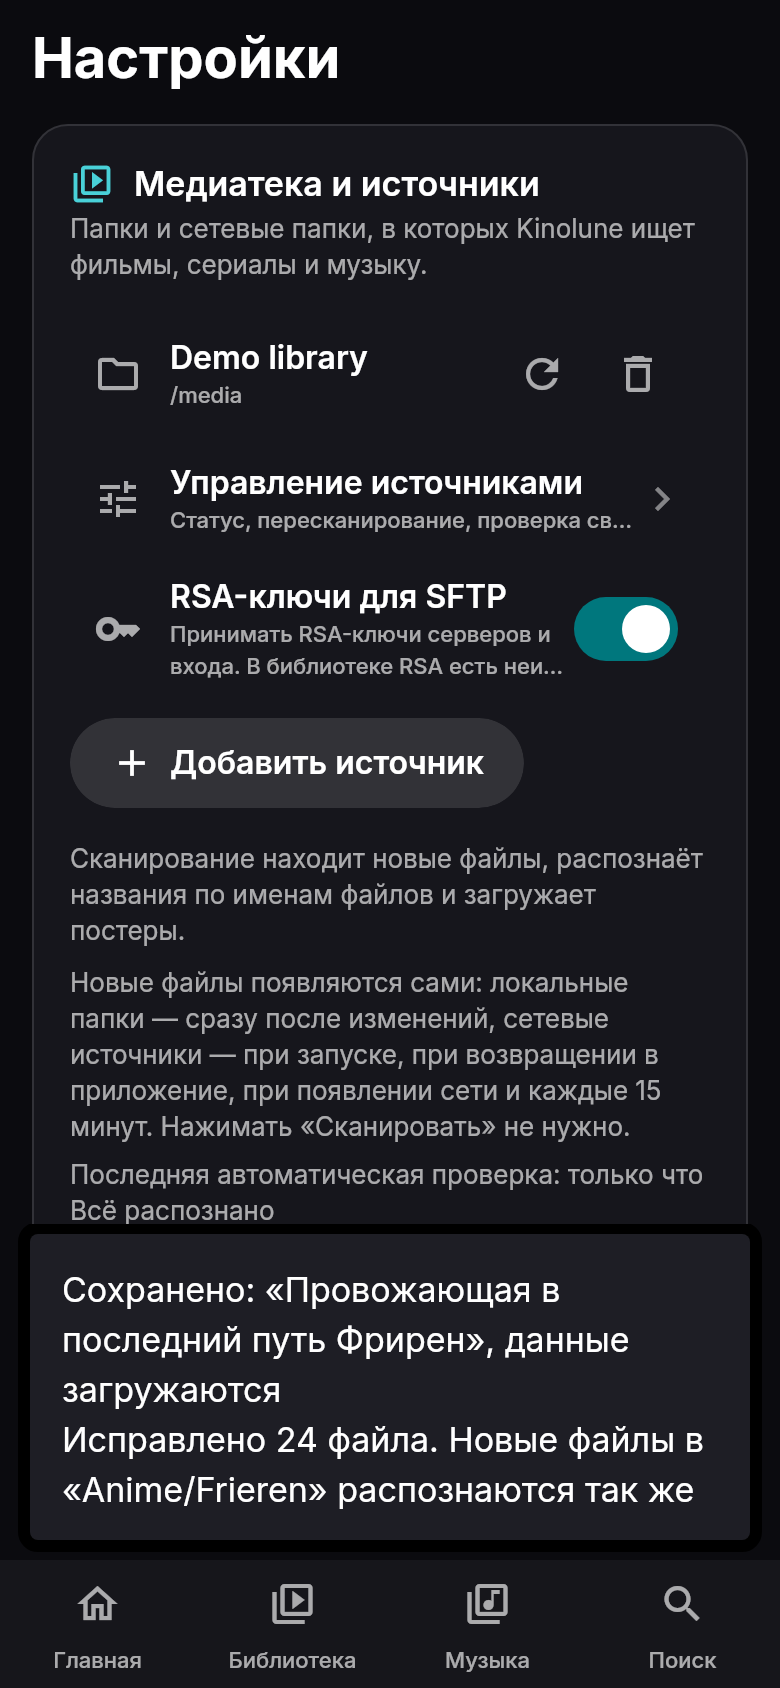 Настройки
Медиатека и источники
Папки и сетевые папки, в которых Kinolune ищет
фильмы, сериалы и музыку.
Demo library
/media
Управление источниками
Статус, пересканирование, проверка св...
RSA-ключи для SFTP
Принимать RSA-ключи серверов и
входа. В библиотеке RSA есть неи...
Добавить источник
Сканирование находит новые файлы, распознаёт
названия по именам файлов и загружает
постеры.
Новые файлы появляются сами: локальные
папки — сразу после изменений, сетевые
источники — при запуске, при возвращении в
приложение, при появлении сети и каждые 15
минут. Нажимать «Сканировать» не нужно.
Последняя автоматическая проверка: только что
Всё распознано
Сохранено: «Провожающая в
последний путь Фрирен», данные
загружаются
Исправлено 24 файла. Новые файлы в
«Anime/Frieren» распознаются так же
Главная
Библиотека
Музыка
Поиск